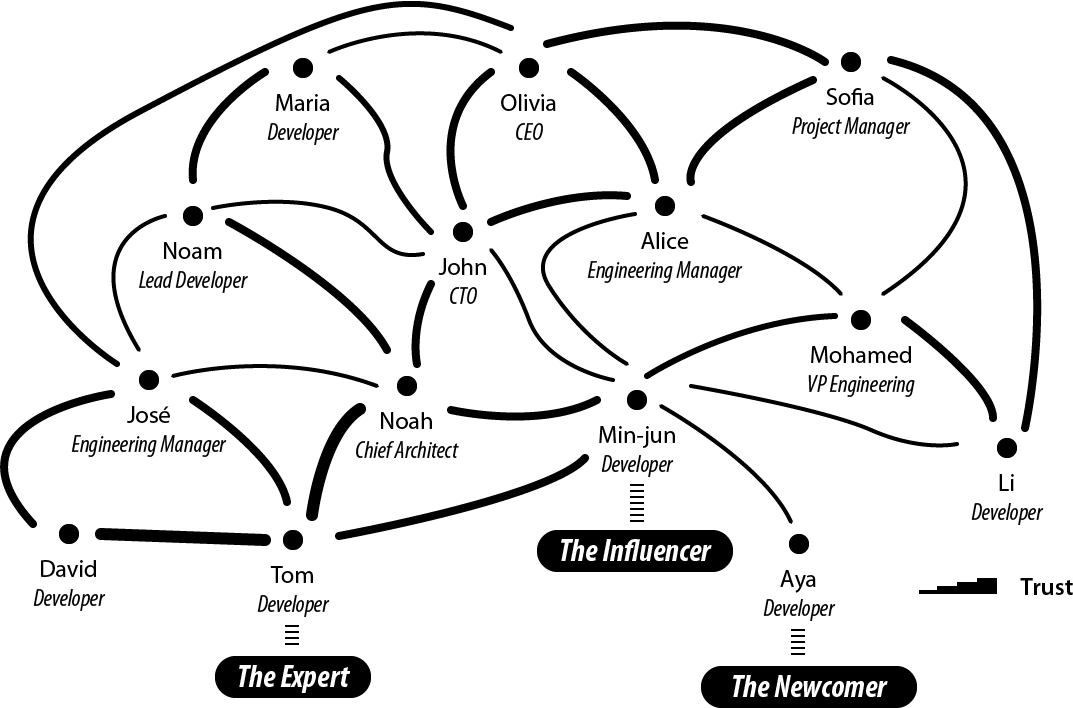 Maria
Developer
Olivia
CEO
Sofia
Project Manager
Noam
Lead Developer
John
CTO
Alice
Engineering Manager
Mohamed
VP Engineering
José
Engineering Manager
Noah
Chief Architect
Min-jun
Developer
Li
Developer
The Influencer
David
Developer
Tom
Developer
Aya
Developer
Trust
The Expert
The Newcomer